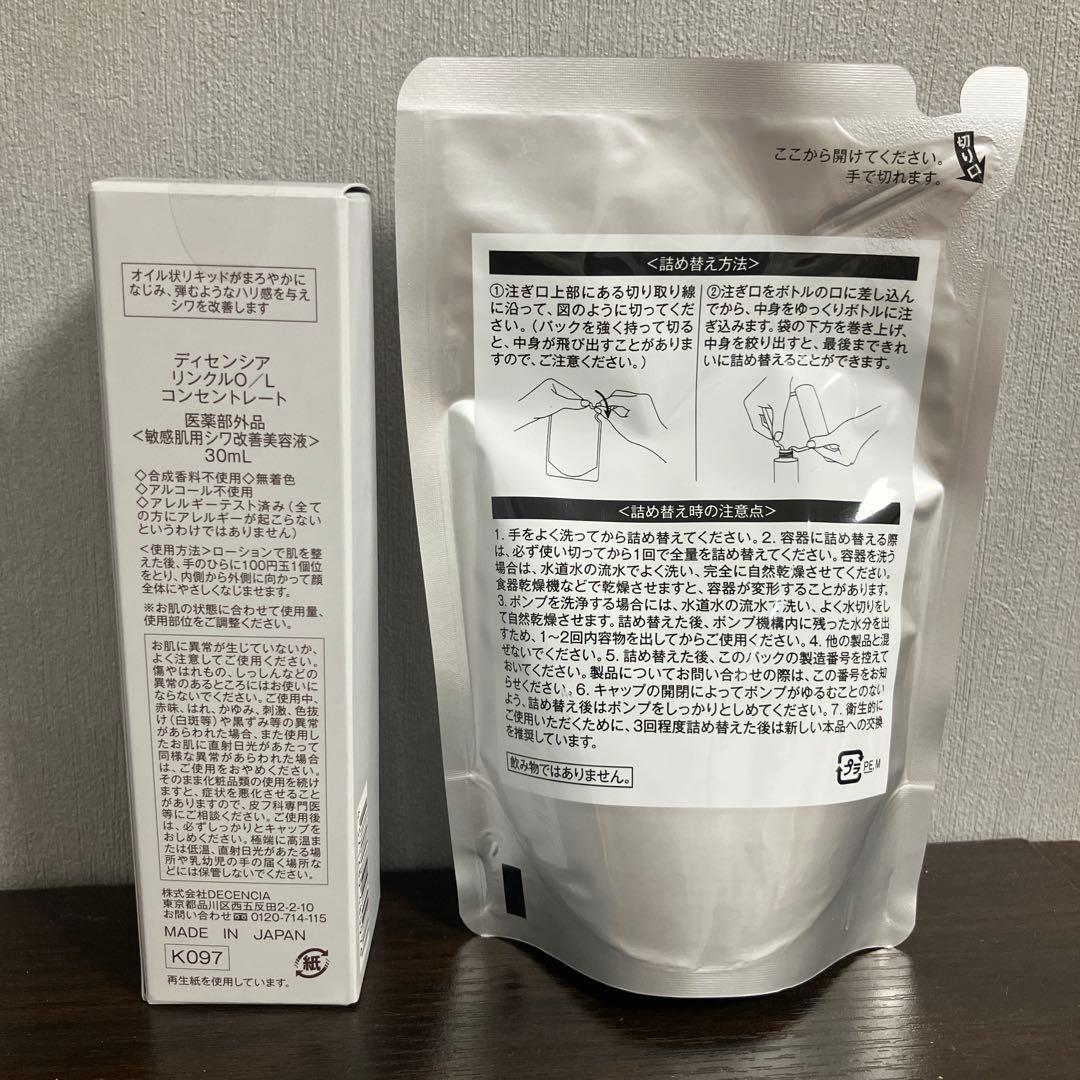 オイル状リキッドがまろやかに
なじみ、弾むようなハリ感を与え
シワを改善します
ディセンシア
リンクルO／L
コンセントレート
医薬部外品
＜敏感肌用シワ改善美容液＞
30mL
◇合成香料不使用◇無着色
◇アルコール不使用
◇アレルギーテスト済み（全て
の方にアレルギーが起こらない
というわけではありません）
＜使用方法＞ローションで肌を整
えた後、手のひらに100円玉1個位
をとり、内側から外側に向かって顔
全体にやさしくなじませます。
※お肌の状態に合わせて使用量、
使用部位をご調整ください。
お肌に異常が生じていないか、
よく注意してご使用ください。
傷やはれもの、しっしんなどの
異常のあるところにはお使いに
ならないでください。ご使用中、
赤味、はれ、かゆみ、刺激、色抜
け（白斑等）や黒ずみ等の異常
があらわれた場合、また使用し
たお肌に直射日光があたって
同様な異常があらわれた場合
は、ご使用をおやめください。
そのまま化粧品類の使用を続け
ますと、症状を悪化させること
がありますので、皮フ科専門医
等にご相談ください。ご使用後
は、必ずしっかりとキャップを
おしめください。極端に高温ま
たは低温、直射日光があたる場
所や乳幼児の手の届く場所な
どには保管しないでください。
株式会社DECENCIA
東京都品川区西五反田2-2-10
お問い合わせ 0120-714-115
MADE IN JAPAN
K097
紙
再生紙を使用しています。
ここから開けてください。
手で切れます。
切り口
＜詰め替え方法＞
①注ぎ口上部にある切り取り線
に沿って、図のように切ってくださ
い。（パックを強く持って切る
と、中身が飛び出すことがありま
すので、ご注意ください。）
②注ぎ口をボトルの口に差し込ん
でから、中身をゆっくりボトルに注
ぎ込みます。袋の下方を巻き上げ、
中身を絞り出すと、最後まできれ
いに詰め替えることができます。
＜詰め替え時の注意点＞
1. 手をよく洗ってから詰め替えてください。2. 容器に詰め替える際
は、必ず使い切ってから1回で全量を詰め替えてください。容器を洗う
場合は、水道水の流水でよく洗い、完全に自然乾燥させてください。
食器乾燥機などで乾燥させますと、容器が変形することがあります。
3. ポンプを洗浄する場合には、水道水の流水で洗い、よく水切りをし
て自然乾燥させます。詰め替えた後、ポンプ機構内に残った水分を出
すため、1～2回内容物を出してからご使用ください。4. 他の製品と混
ぜないでください。5. 詰め替えた後、このパックの製造番号を控えて
おいてください。製品についてお問い合わせの際は、この番号をお知
らせください。6. キャップの開閉によってポンプがゆるむことのない
よう、詰め替え後はポンプをしっかりとしめてください。7. 衛生的に
ご使用いただくために、3回程度詰め替えた後は新しい本品への交換
を推奨しています。
飲み物ではありません。
プラ
PE, M